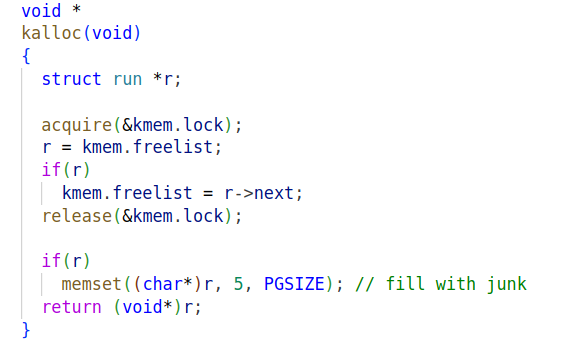 void *
kalloc(void)
{
  struct run *r;

  acquire(&kmem.lock);
  r = kmem.freelist;
  if(r)
    kmem.freelist = r->next;
  release(&kmem.lock);

  if(r)
    memset((char*)r, 5, PGSIZE); // fill with junk
  return (void*)r;
}